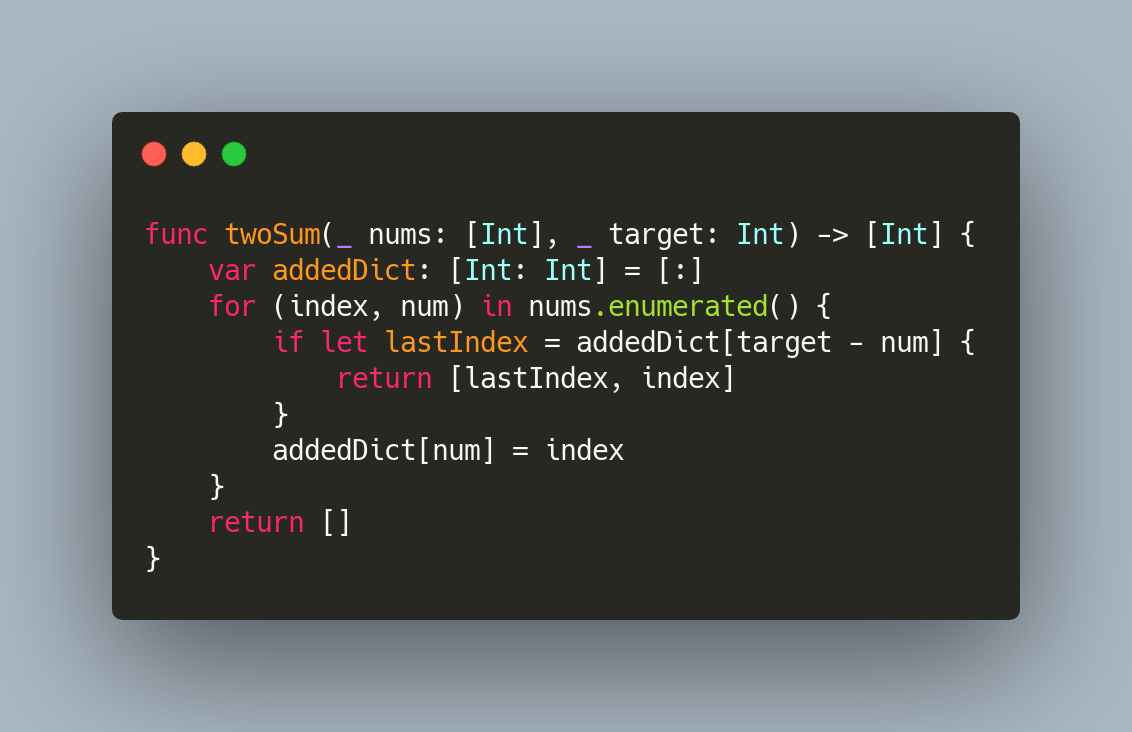 func twoSum(_ nums: [Int], _ target: Int) -> [Int] {
    var addedDict: [Int: Int] = [:]
    for (index, num) in nums.enumerated() {
        if let lastIndex = addedDict[target - num] {
            return [lastIndex, index]
        }
        addedDict[num] = index
    }
    return []
}